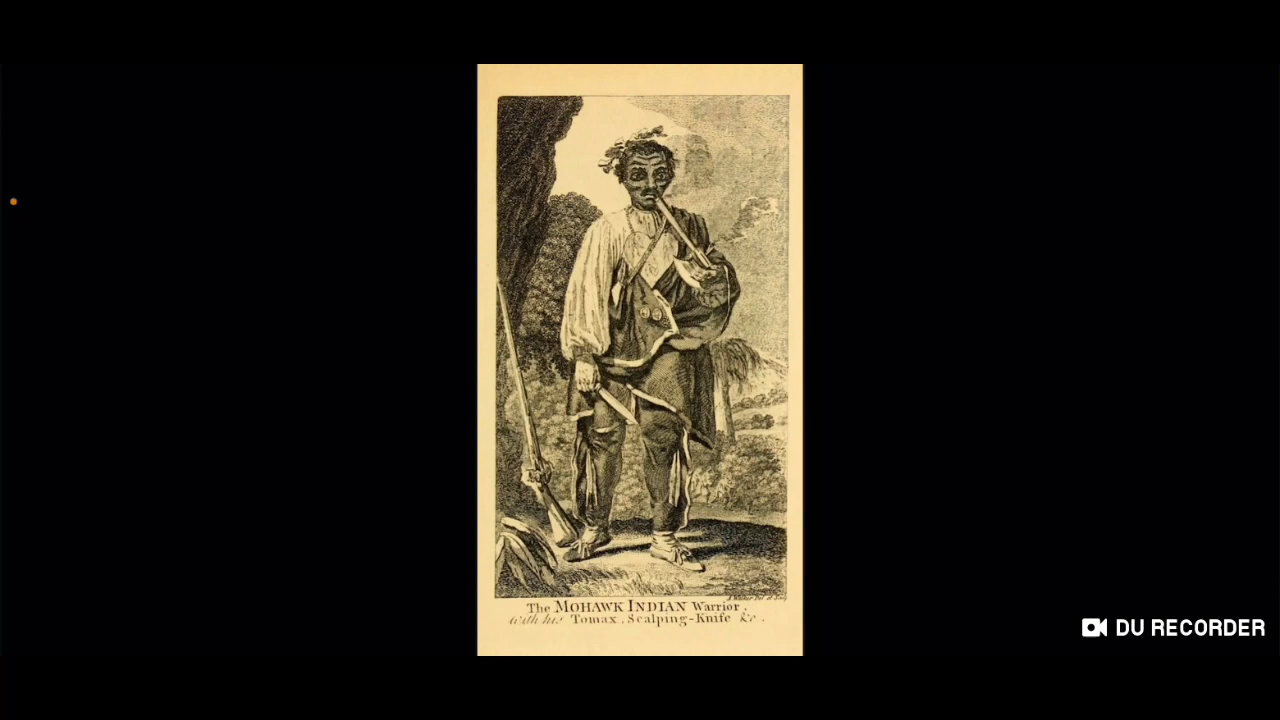 The MOHAWK INDIAN Warrior,
with his Tomax, Scalping-Knife &c.
DU RECORDER